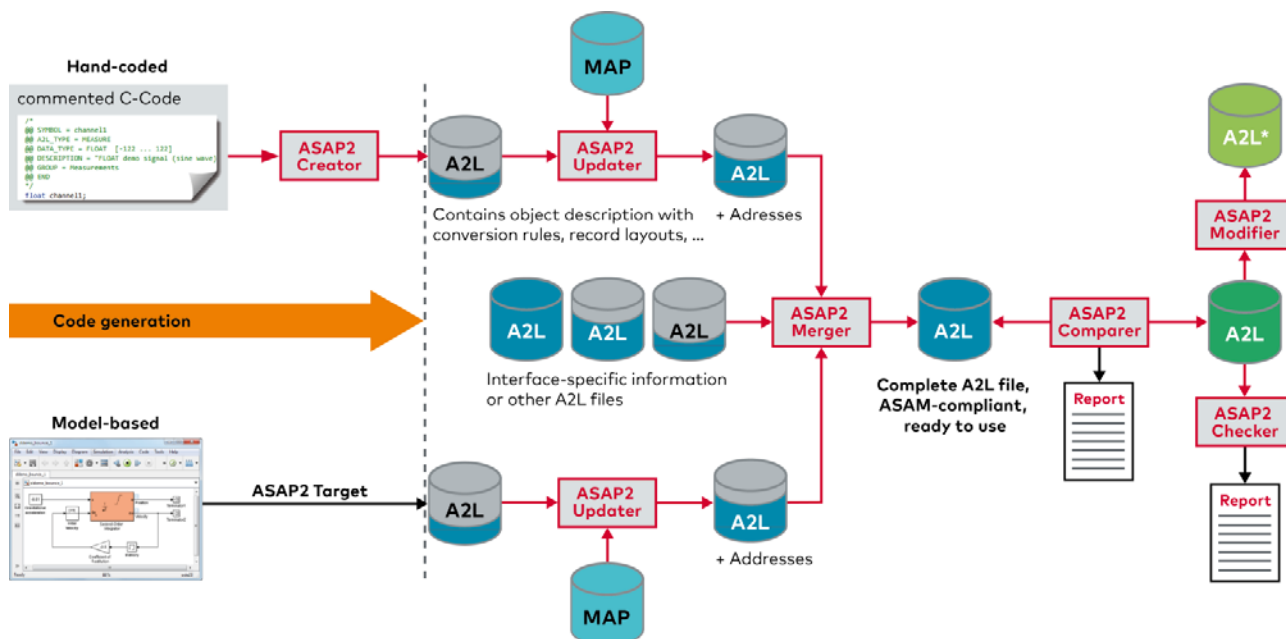 Hand-coded
commented C-Code
/*
@@ SYMBOL = channel1
@@ A2L_TYPE = MEASURE
@@ DATA_TYPE = FLOAT [-122 ... 122]
@@ DESCRIPTION = "FLOAT demo signal (sine wave)
@@ GROUP = Measurements
@@ END
*/
float channel1;
ASAP2
Creator
A2L
MAP
ASAP2
Updater
A2L
Contains object description with
conversion rules, record layouts, ...
+ Adresses
A2L*
ASAP2
Modifier
Code generation
A2L
A2L
A2L
Interface-specific information
or other A2L files
ASAP2
Merger
A2L
Complete A2L file,
ASAM-compliant,
ready to use
ASAP2
Comparer
Report
A2L
ASAP2
Checker
Report
Model-based
ASAP2 Target
A2L
ASAP2
Updater
MAP
A2L
+ Addresses